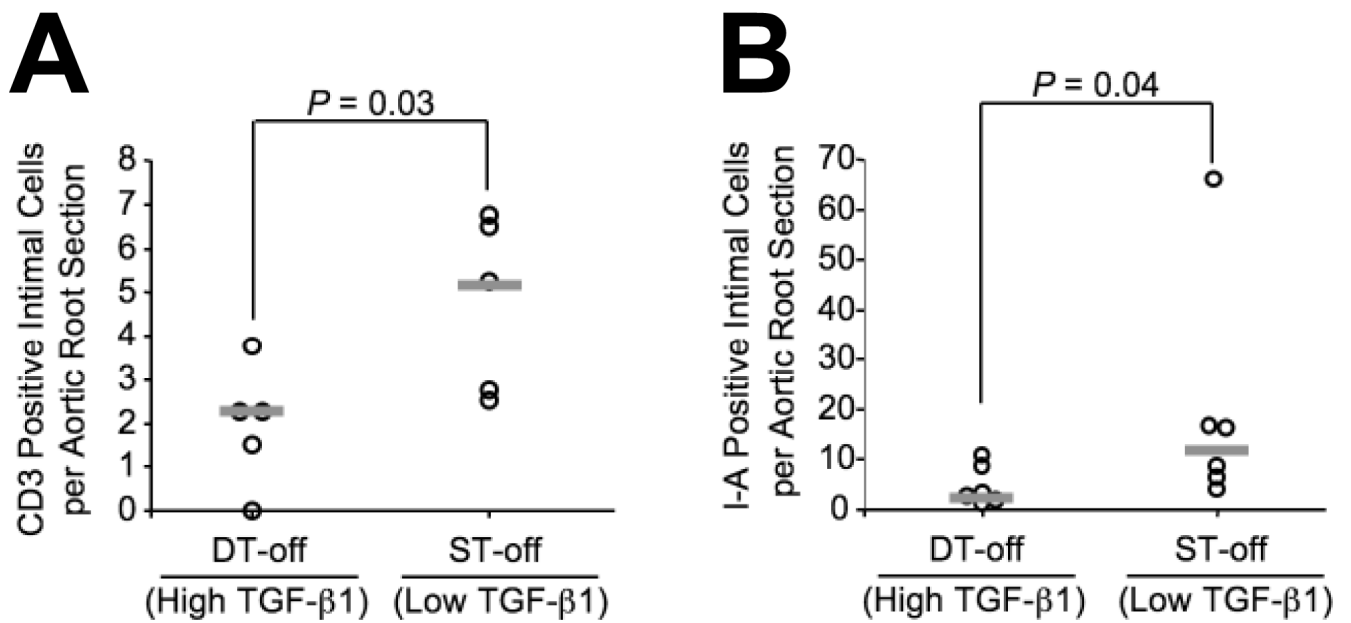 A
P = 0.03
CD3 Positive Intimal Cells
per Aortic Root Section
8
7
6
5
4
3
2
1
0
DT-off
ST-off
(High TGF-β1)
(Low TGF-β1)
B
P = 0.04
I-A Positive Intimal Cells
per Aortic Root Section
70
60
50
40
30
20
10
0
DT-off
ST-off
(High TGF-β1)
(Low TGF-β1)